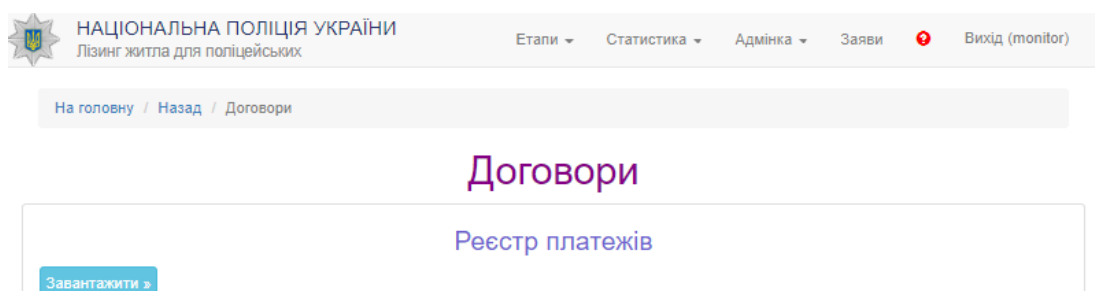 НАЦІОНАЛЬНА ПОЛІЦІЯ УКРАЇНИ
Лізинг житла для поліцейських
Етапи Статистика Адмінка Заяви ? Вихід (monitor)
На головну / Назад / Договори
Договори
Реєстр платежів
Завантажити »